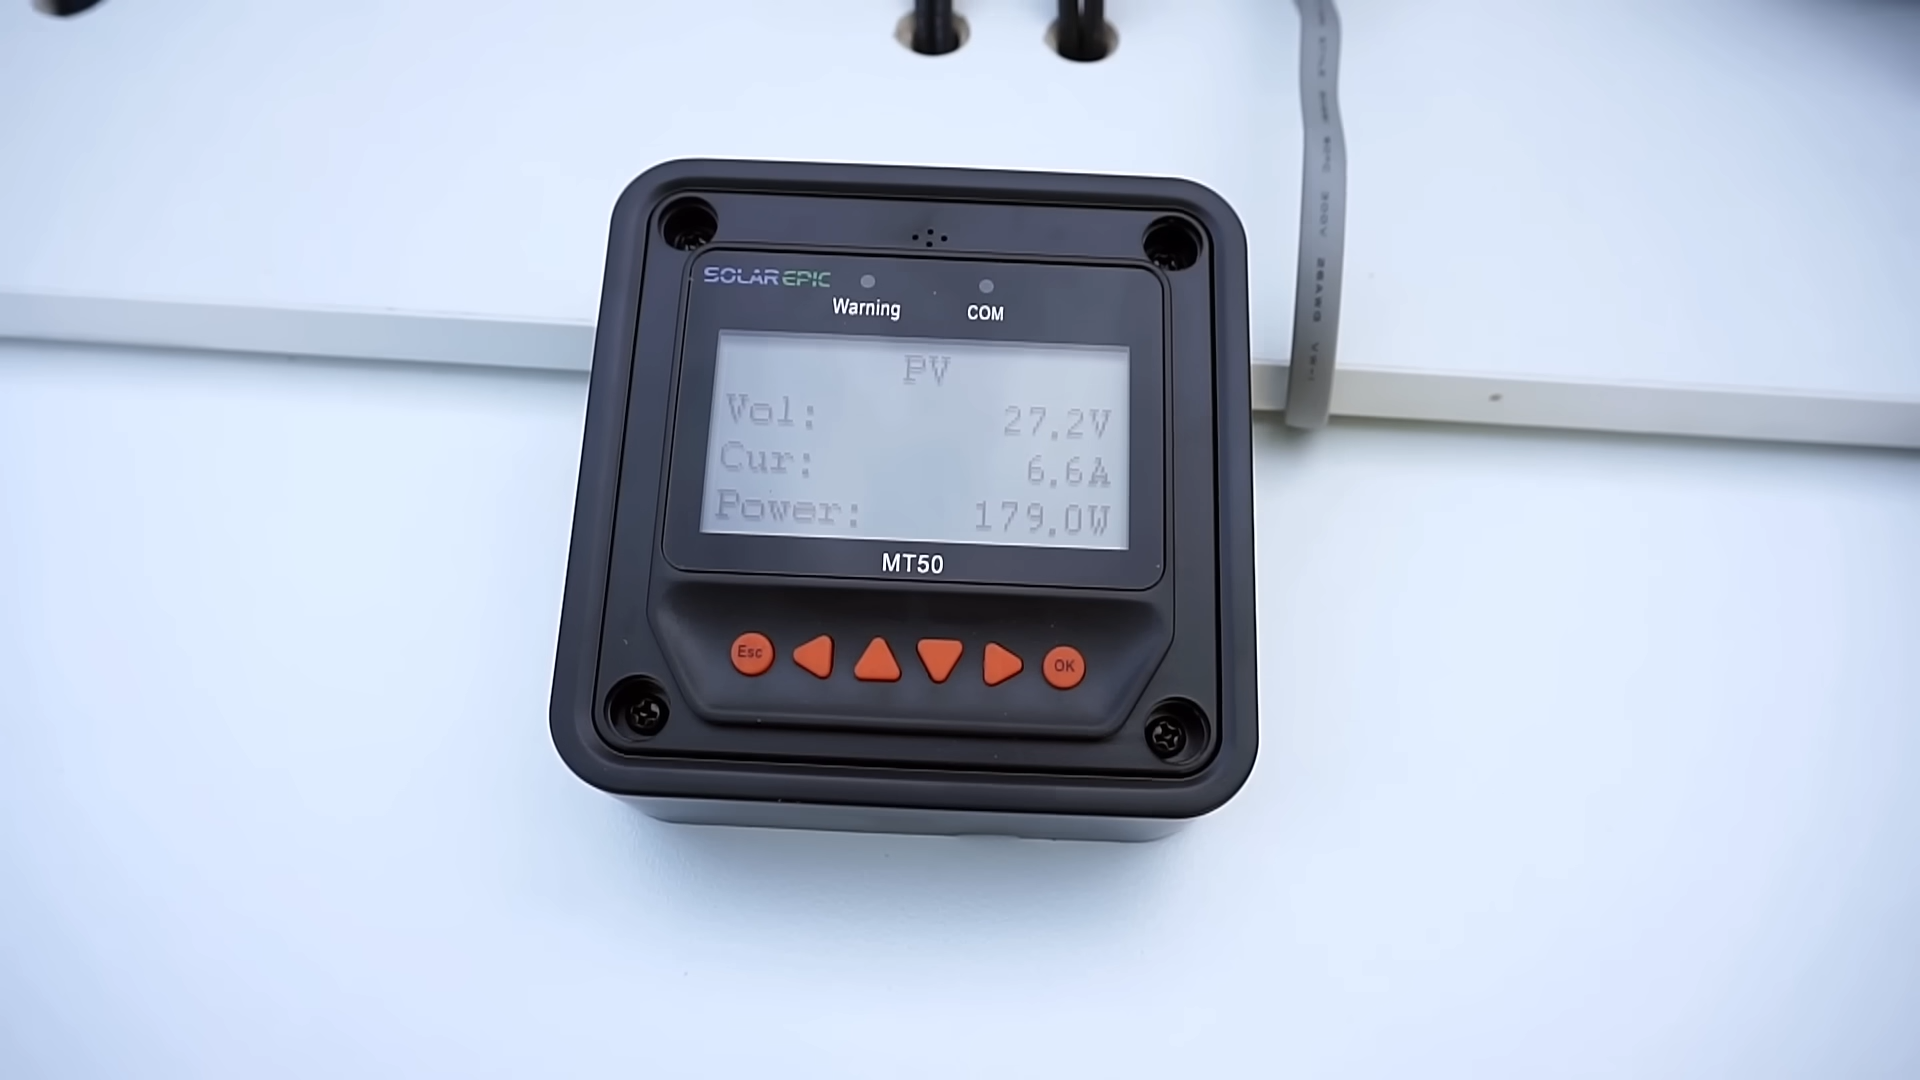 SOLAR EPIC
Warning
COM
PV
Vol: 27.2V
Cur: 6.6A
Power: 179.0W
MT50
Esc
OK